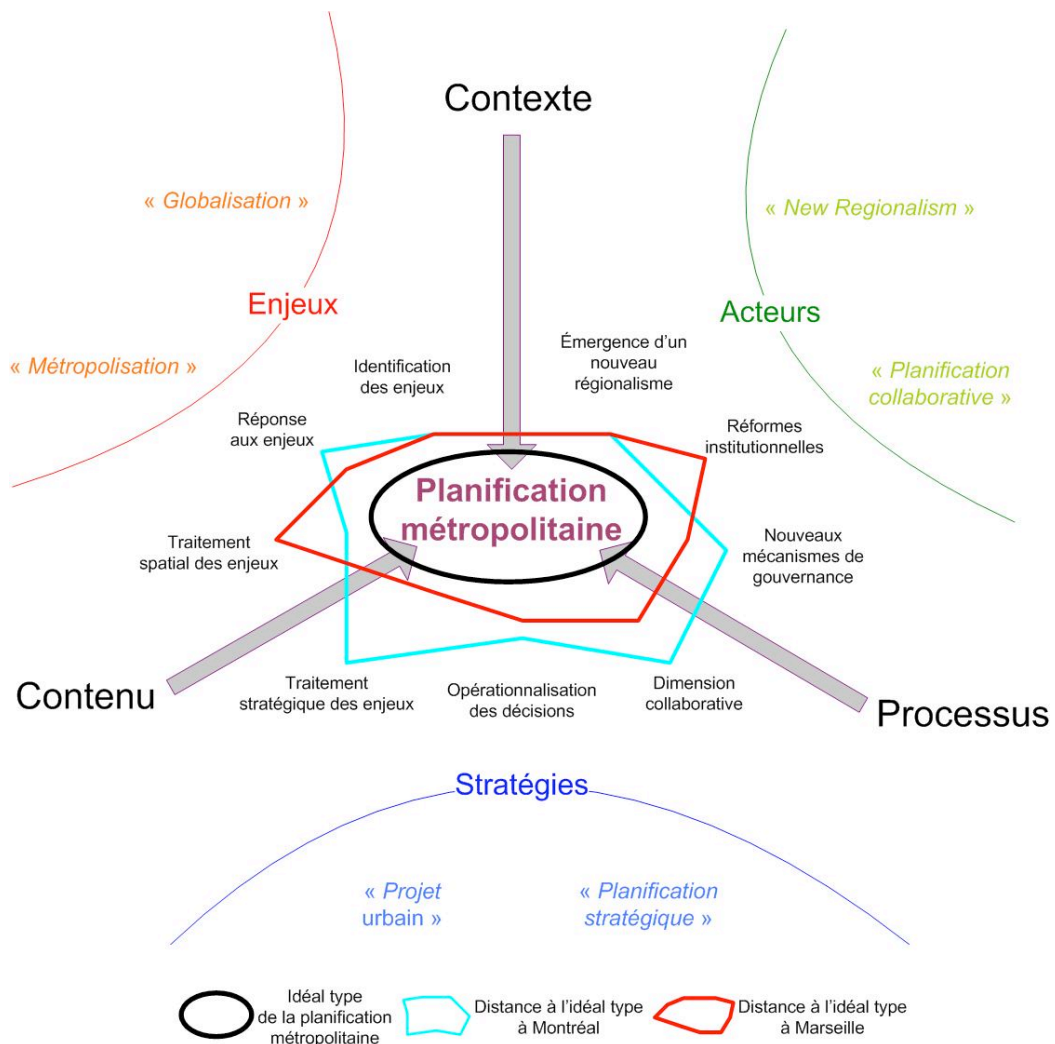 Contexte
« Globalisation »
« New Regionalism »
Enjeux
Acteurs
« Métropolisation »
Identification
des enjeux
Émergence d’un
nouveau
régionalisme
« Planification
collaborative »
Réponse
aux enjeux
Réformes
institutionnelles
Planification
métropolitaine
Traitement
spatial des enjeux
Nouveaux
mécanismes de
gouvernance
Contenu
Traitement
stratégique des enjeux
Opérationnalisation
des décisions
Dimension
collaborative
Processus
Stratégies
« Projet
urbain »
« Planification
stratégique »
Idéal type
de la planification
métropolitaine
Distance à l’idéal type
à Montréal
Distance à l’idéal type
à Marseille